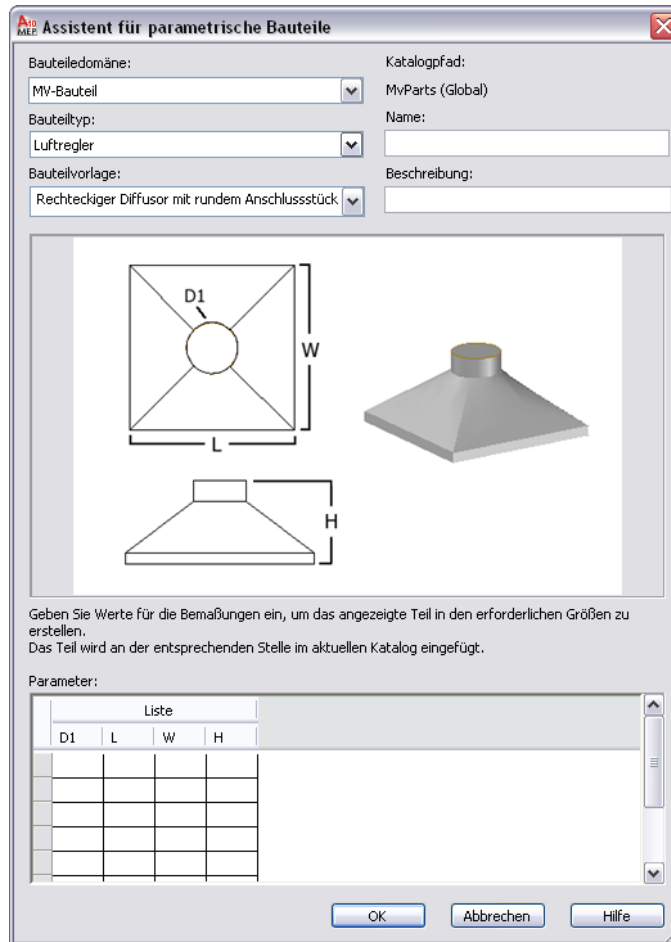 A10 MEP Assistent für parametrische Bauteile
Bauteiledomäne:
MV-Bauteil
Bauteiltyp:
Luftregler
Bauteilvorlage:
Rechteckiger Diffusor mit rundem Anschlussstück
Katalogpfad:
MvParts (Global)
Name:
Beschreibung:
D1
W
L
H
Geben Sie Werte für die Bemaßungen ein, um das angezeigte Teil in den erforderlichen Größen zu
erstellen.
Das Teil wird an der entsprechenden Stelle im aktuellen Katalog eingefügt.
Parameter:
Liste
D1 L W H
OK Abbrechen Hilfe